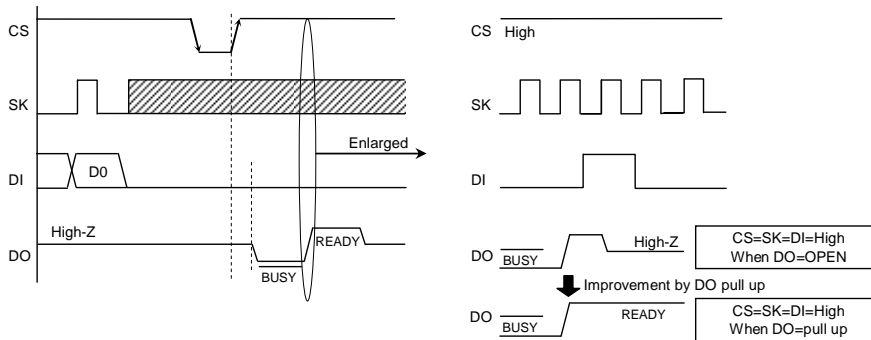 CS
SK
Enlarged
D0
DI
High-Z
READY
DO
BUSY
CS High
SK
DI
High-Z
DO
BUSY
CS=SK=DI=High
When DO=OPEN
Improvement by DO pull up
DO
BUSY
READY
CS=SK=DI=High
When DO=pull up